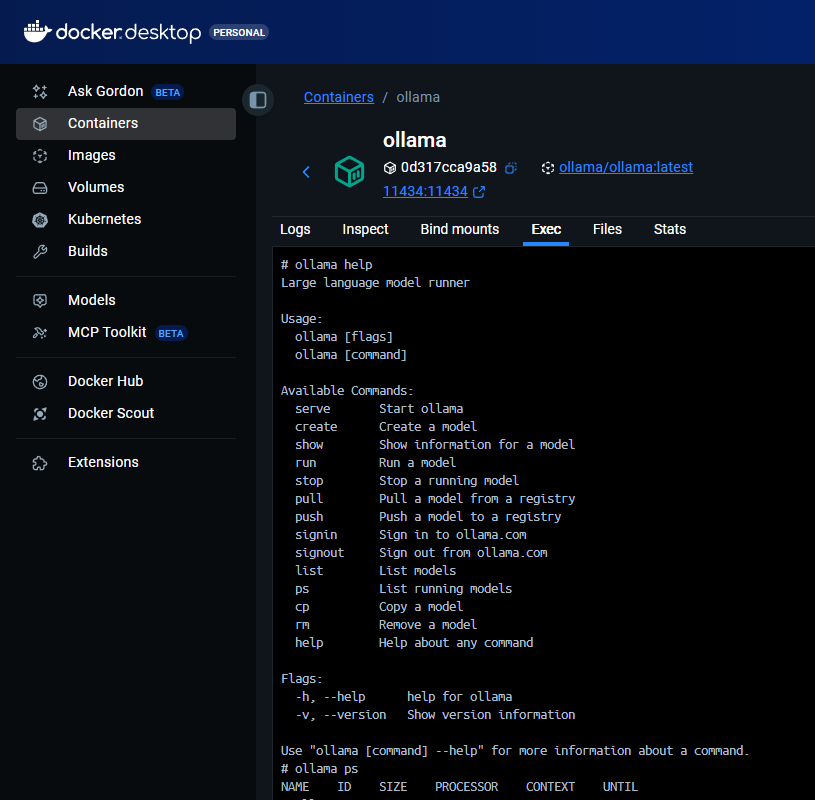 docker.desktop PERSONAL
Ask Gordon BETA
Containers
Images
Volumes
Kubernetes
Builds
Models
MCP Toolkit BETA
Docker Hub
Docker Scout
Extensions
Containers / ollama
ollama
0d317cca9a58 ollama/ollama:latest
11434:11434
Logs Inspect Bind mounts Exec Files Stats
# ollama help
Large language model runner
Usage:
ollama [flags]
ollama [command]
Available Commands:
serve Start ollama
create Create a model
show Show information for a model
run Run a model
stop Stop a running model
pull Pull a model from a registry
push Push a model to a registry
signin Sign in to ollama.com
signout Sign out from ollama.com
list List models
ps List running models
cp Copy a model
rm Remove a model
help Help about any command
Flags:
-h, --help help for ollama
-v, --version Show version information
Use "ollama [command] --help" for more information about a command.
# ollama ps
NAME ID SIZE PROCESSOR CONTEXT UNTIL